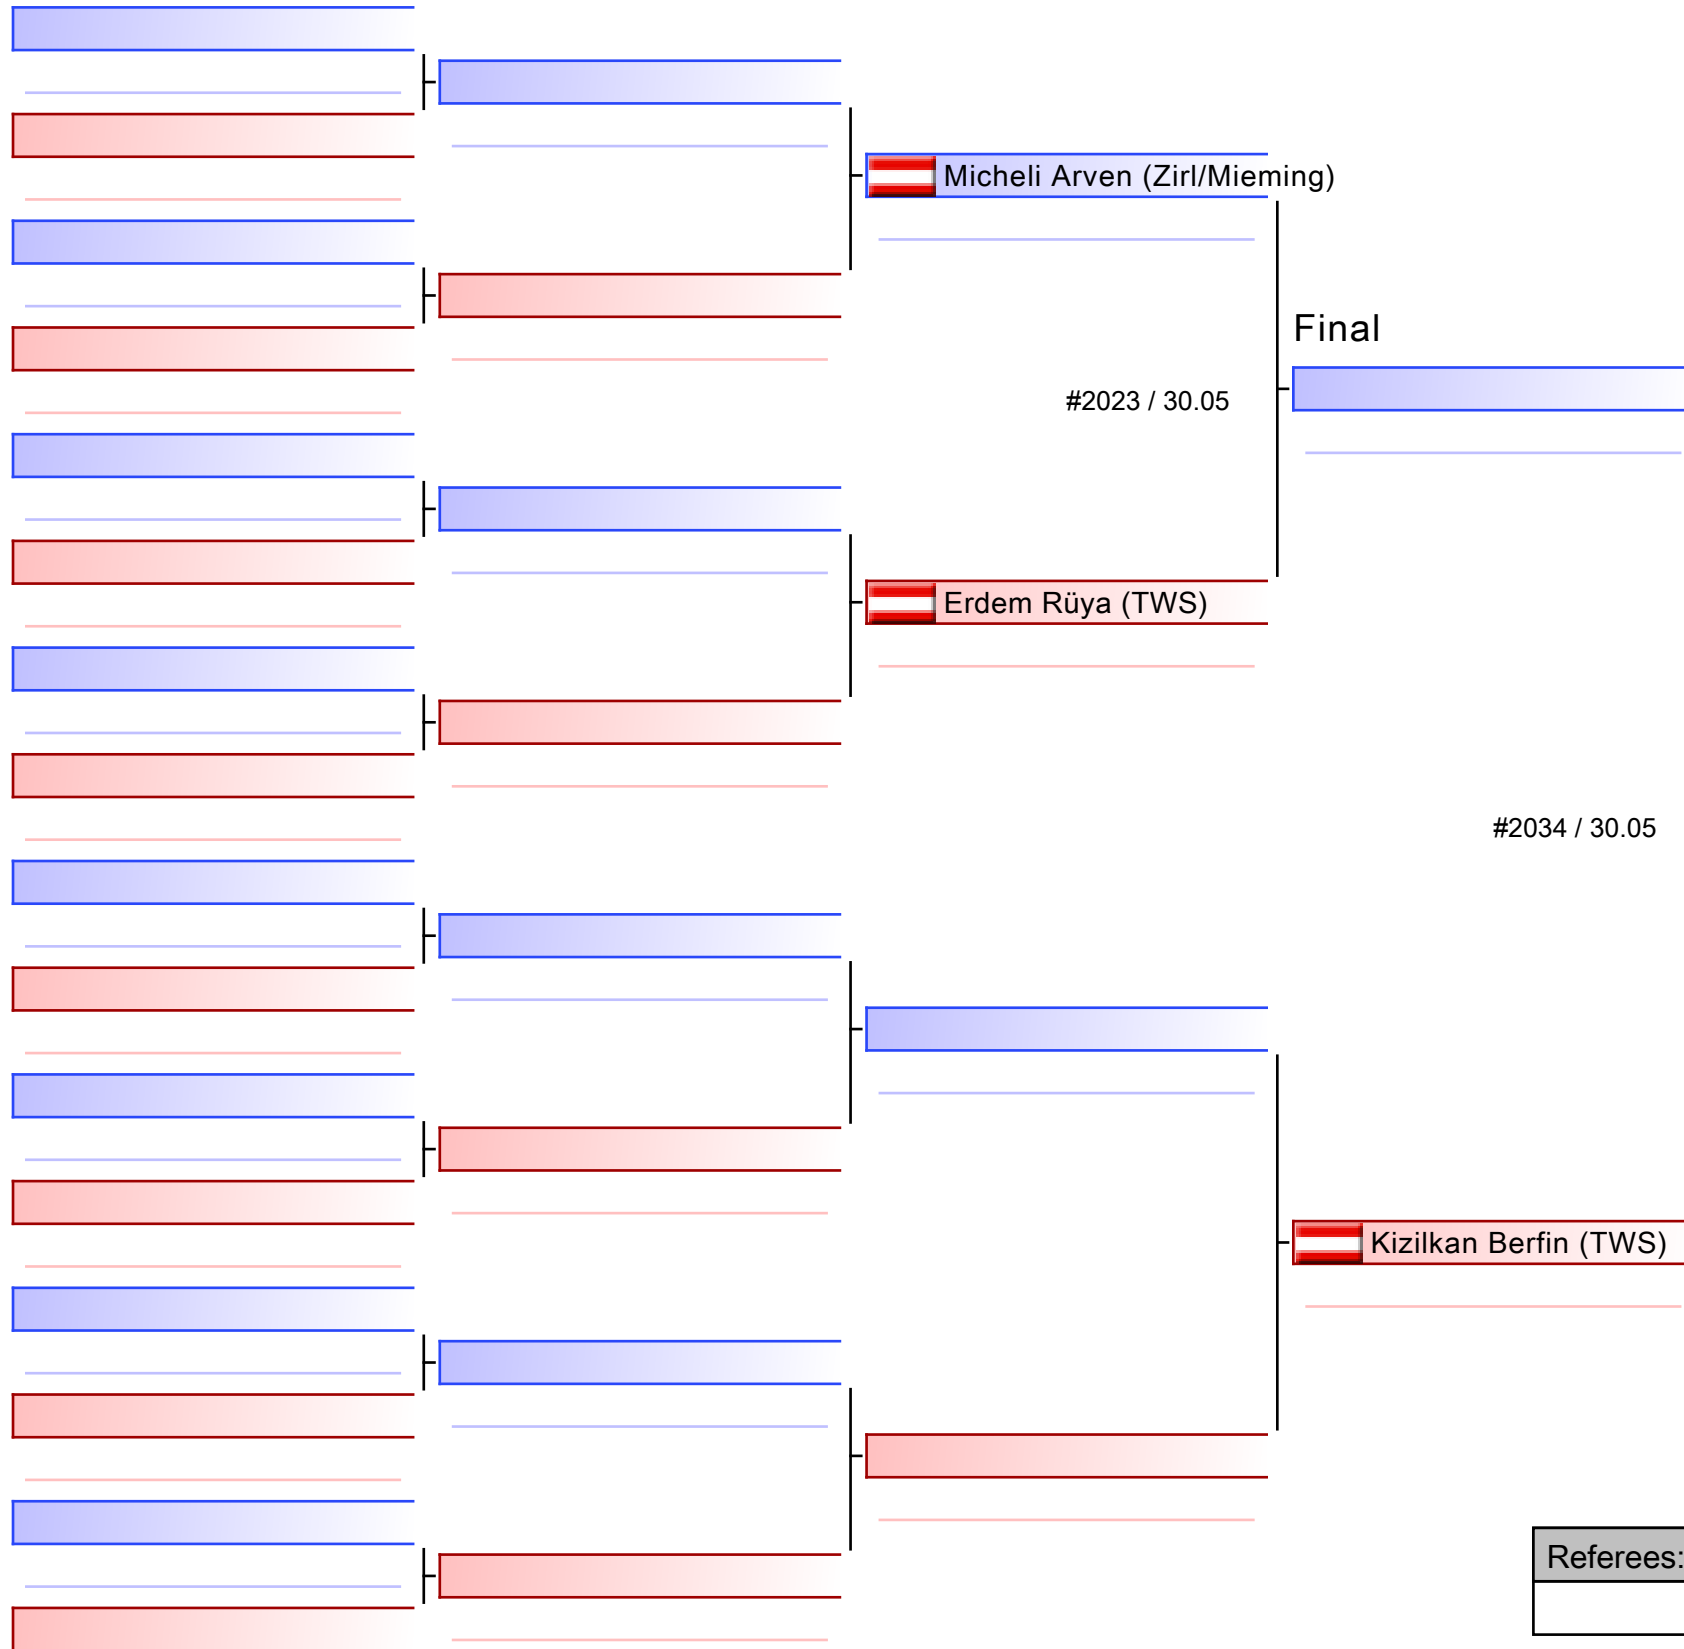 Micheli Arven (Zirl/Mieming)
Final
#2023 / 30.05
Erdem Rüya (TWS)
#2034 / 30.05
Kizilkan Berfin (TWS)
Referees: